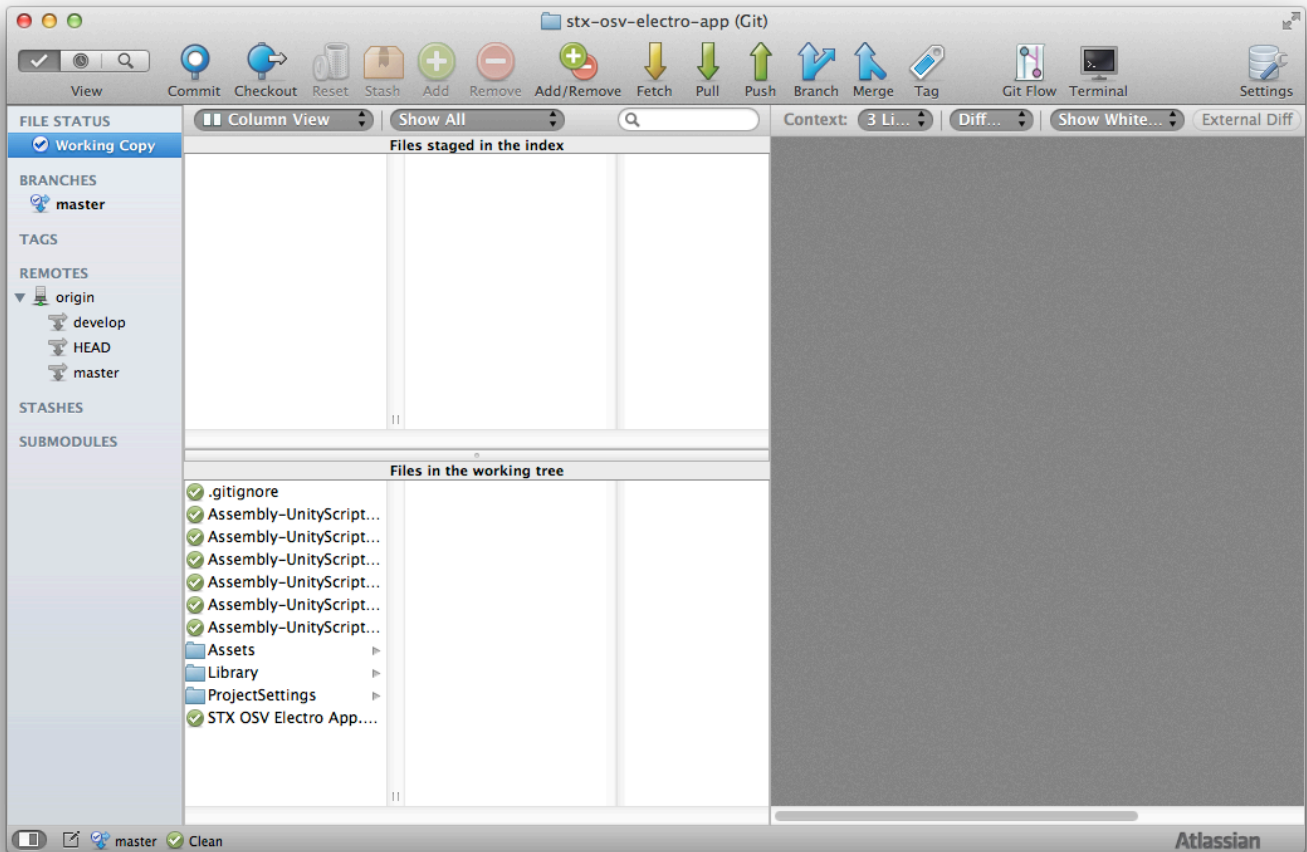 stx-osv-electro-app (Git)
View Commit Checkout Reset Stash Add Remove Add/Remove Fetch Pull Push Branch Merge Tag Git Flow Terminal Settings
FILE STATUS
Working Copy
BRANCHES
master
TAGS
REMOTES
origin
develop
HEAD
master
STASHES
SUBMODULES
Column View Show All
Files staged in the index
Files in the working tree
.gitignore
Assembly-UnityScript...
Assembly-UnityScript...
Assembly-UnityScript...
Assembly-UnityScript...
Assembly-UnityScript...
Assembly-UnityScript...
Assets
Library
ProjectSettings
STX OSV Electro App....
Context: 3 Li... Diff... Show White... External Diff
master Clean
Atlassian